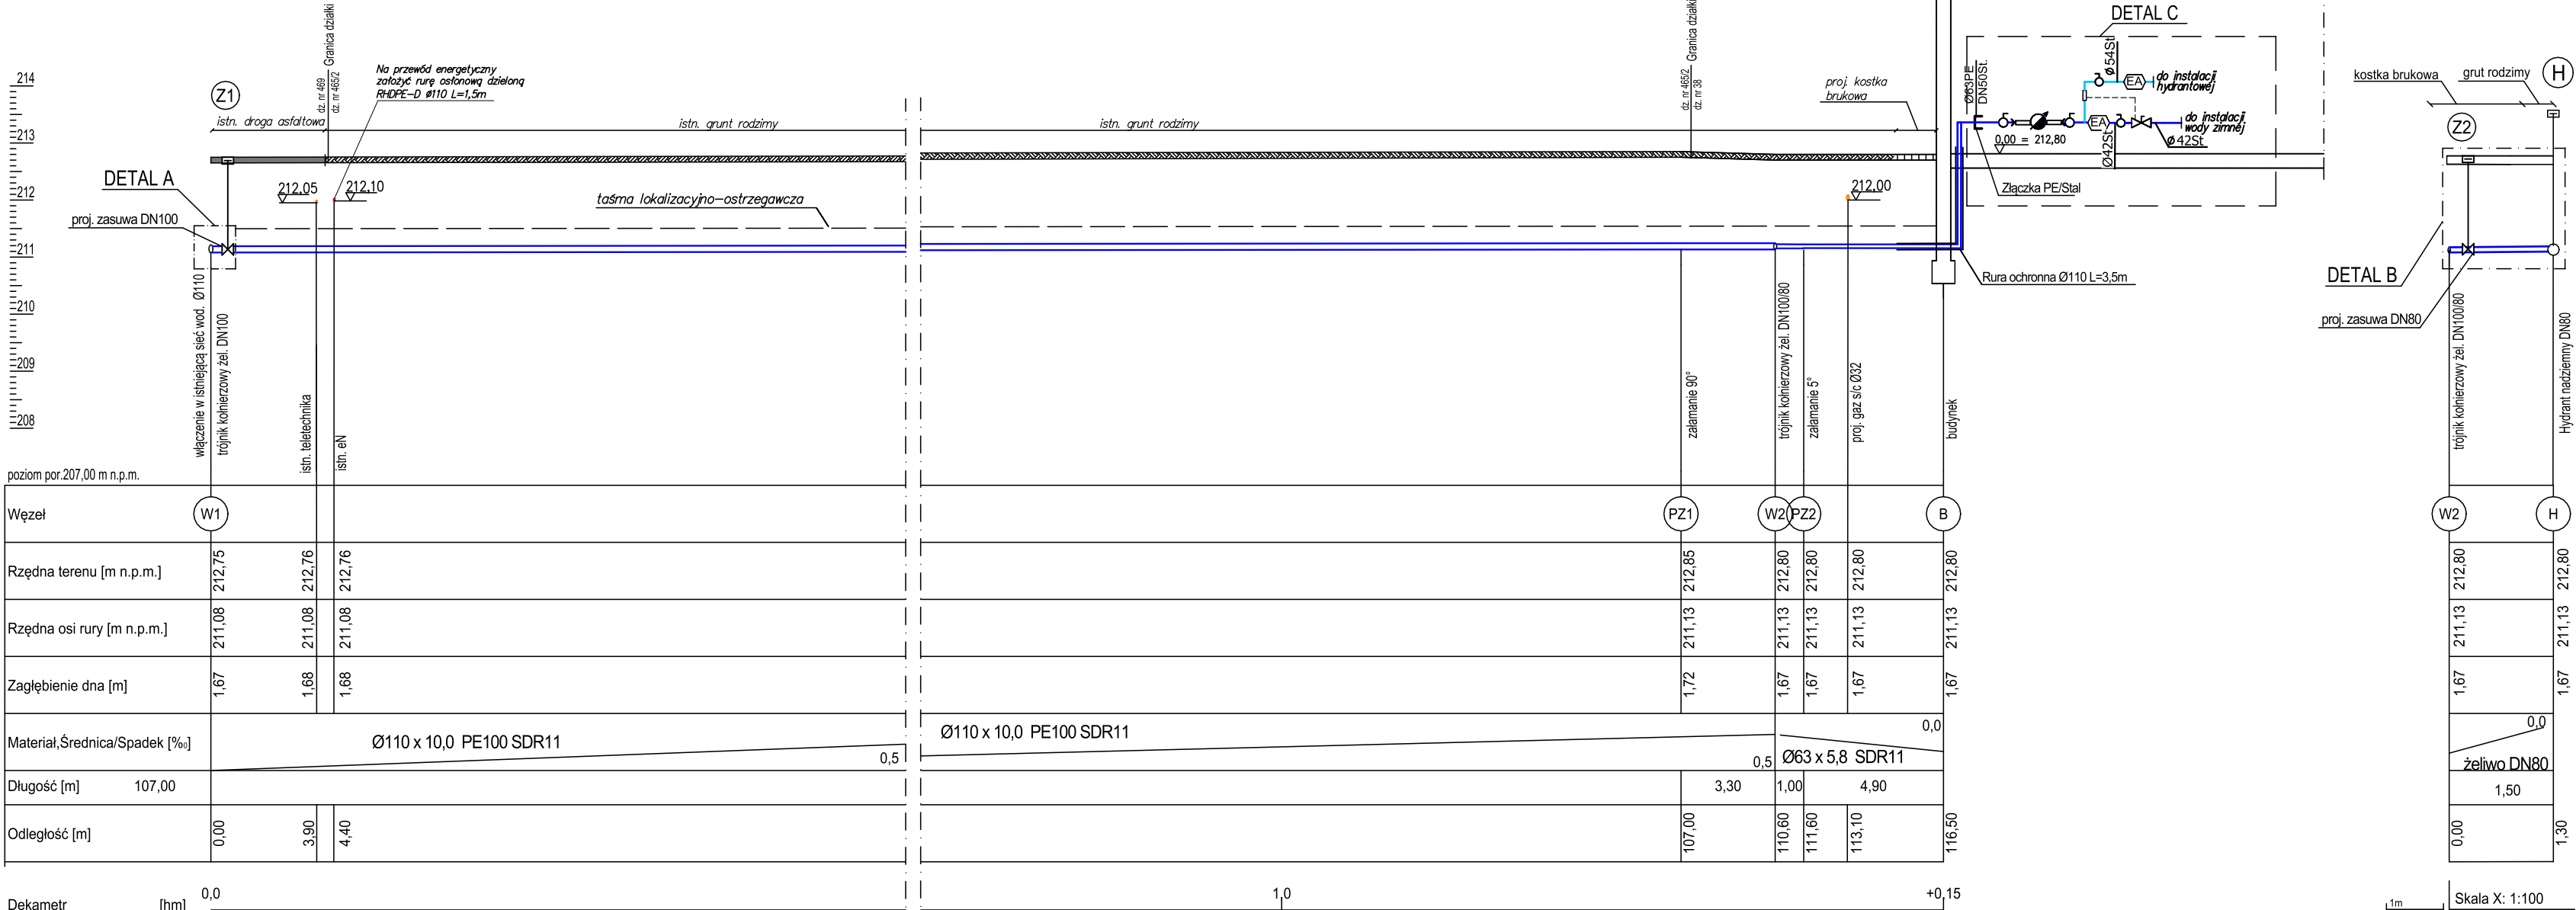 DETAL C
214
213
212
211
210
209
208
Z1
dz. nr 469
dz. nr 465/2
Granica działki
Na przewód energetyczny
założyć rurę osłonową dzieloną
RHDPE-D ø110 L=1,5m
istn. droga asfaltowa
istn. grunt rodzimy
istn. grunt rodzimy
dz. nr 465/2
dz. nr 38
Granica działki
proj. kostka
brukowa
Ø63PE
DN50St.
Ø54St
EA
do instalacji
hydrantowej
EA
do instalacji
wody zimnej
0,00 = 212,80
Ø42St
Ø42St
Złączka PE/Stal
kostka brukowa
grut rodzimy
H
Z2
DETAL A
proj. zasuwa DN100
212,05
212,10
taśma lokalizacyjno-ostrzegawcza
212,00
Rura ochronna Ø110 L=3,5m
DETAL B
proj. zasuwa DN80
włączenie w istniejącą sieć wod. Ø110
trójnik kołnierzowy żel. DN100
istn. teletechnika
istn. eN
załamanie 90°
trójnik kołnierzowy żel. DN100/80
załamanie 5°
proj. gaz s/c Ø32
budynek
trójnik kołnierzowy żel. DN100/80
Hydrant nadziemny DN80
poziom por.207,00 m n.p.m.
Węzeł
W1
PZ1
W2
PZ2
B
W2
H
Rzędna terenu [m n.p.m.]
212,75
212,76
212,76
212,85
212,80
212,80
212,80
212,80
212,80
212,80
Rzędna osi rury [m n.p.m.]
211,08
211,08
211,08
211,13
211,13
211,13
211,13
211,13
211,13
211,13
Zagłębienie dna [m]
1,67
1,68
1,68
1,72
1,67
1,67
1,67
1,67
1,67
1,67
Materiał,Średnica/Spadek [‰]
Ø110 x 10,0 PE100 SDR11
0,5
Ø110 x 10,0 PE100 SDR11
0,5
0,0
Ø63 x 5,8 SDR11
0,0
żeliwo DN80
Długość [m]
107,00
3,30
1,00
4,90
1,50
Odległość [m]
0,00
3,90
4,40
107,00
110,60
111,60
113,10
116,50
0,00
1,30
Dekametr [hm]
0,0
1,0
+0,15
1m
Skala X: 1:100